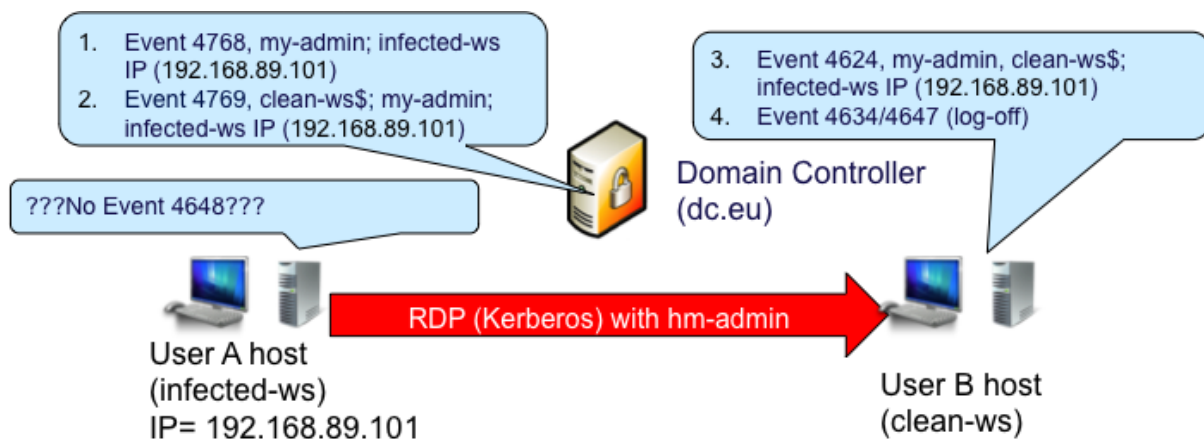 1. Event 4768, my-admin; infected-ws
IP (192.168.89.101)
2. Event 4769, clean-ws$; my-admin;
infected-ws IP (192.168.89.101)
3. Event 4624, my-admin, clean-ws$;
infected-ws IP (192.168.89.101)
4. Event 4634/4647 (log-off)
Domain Controller
(dc.eu)
???No Event 4648???
RDP (Kerberos) with hm-admin
User A host
(infected-ws)
IP= 192.168.89.101
User B host
(clean-ws)